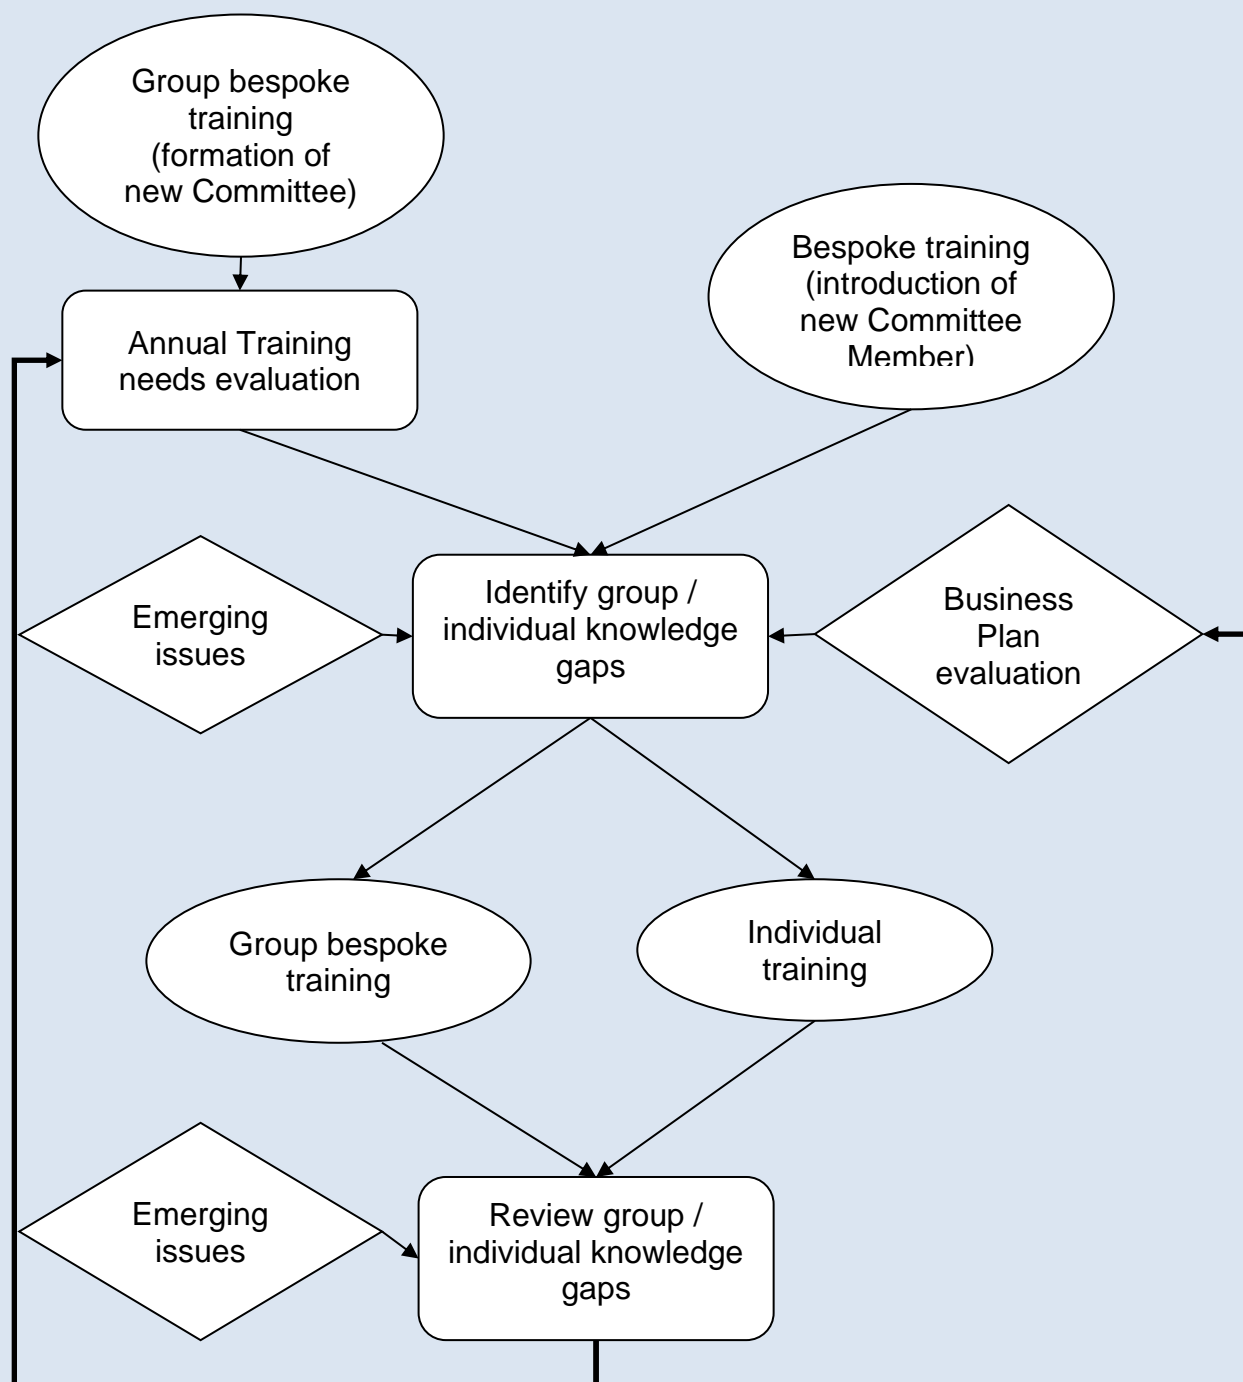 Group bespoke
training
(formation of
new Committee)
Bespoke training
(introduction of
new Committee
Member)
Annual Training
needs evaluation
Emerging
issues
Identify group /
individual knowledge
gaps
Business
Plan
evaluation
Group bespoke
training
Individual
training
Emerging
issues
Review group /
individual knowledge
gaps